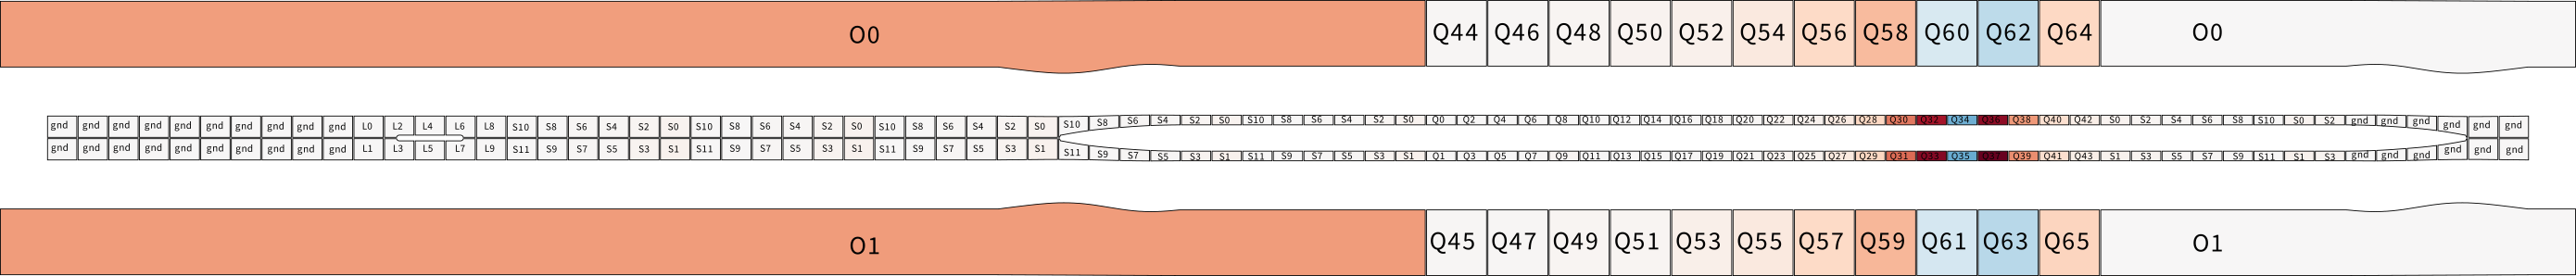 O0 Q44 Q46 Q48 Q50 Q52 Q54 Q56 Q58 Q60 Q62 Q64 O0
gnd gnd gnd gnd gnd gnd gnd gnd gnd gnd L0 L2 L4 L6 L8 S10 S8 S6 S4 S2 S0 S10 S8 S6 S4 S2 S0 S10 S8 S6 S4 S2 S0 S10 S8 S6 S4 S2 S0 S10 S8 S6 S4 S2 S0 Q0 Q2 Q4 Q6 Q8 Q10 Q12 Q14 Q16 Q18 Q20 Q22 Q24 Q26 Q28 Q30 Q32 Q34 Q36 Q38 Q40 Q42 S0 S2 S4 S6 S8 S10 S0 S2 gnd gnd gnd gnd gnd gnd
gnd gnd gnd gnd gnd gnd gnd gnd gnd gnd L1 L3 L5 L7 L9 S11 S9 S7 S5 S3 S1 S11 S9 S7 S5 S3 S1 S11 S9 S7 S5 S3 S1 S11 S9 S7 S5 S3 S1 S11 S9 S7 S5 S3 S1 Q1 Q3 Q5 Q7 Q9 Q11 Q13 Q15 Q17 Q19 Q21 Q23 Q25 Q27 Q29 Q31 Q33 Q35 Q37 Q39 Q41 Q43 S1 S3 S5 S7 S9 S11 S1 S3 gnd gnd gnd gnd gnd gnd
O1 Q45 Q47 Q49 Q51 Q53 Q55 Q57 Q59 Q61 Q63 Q65 O1